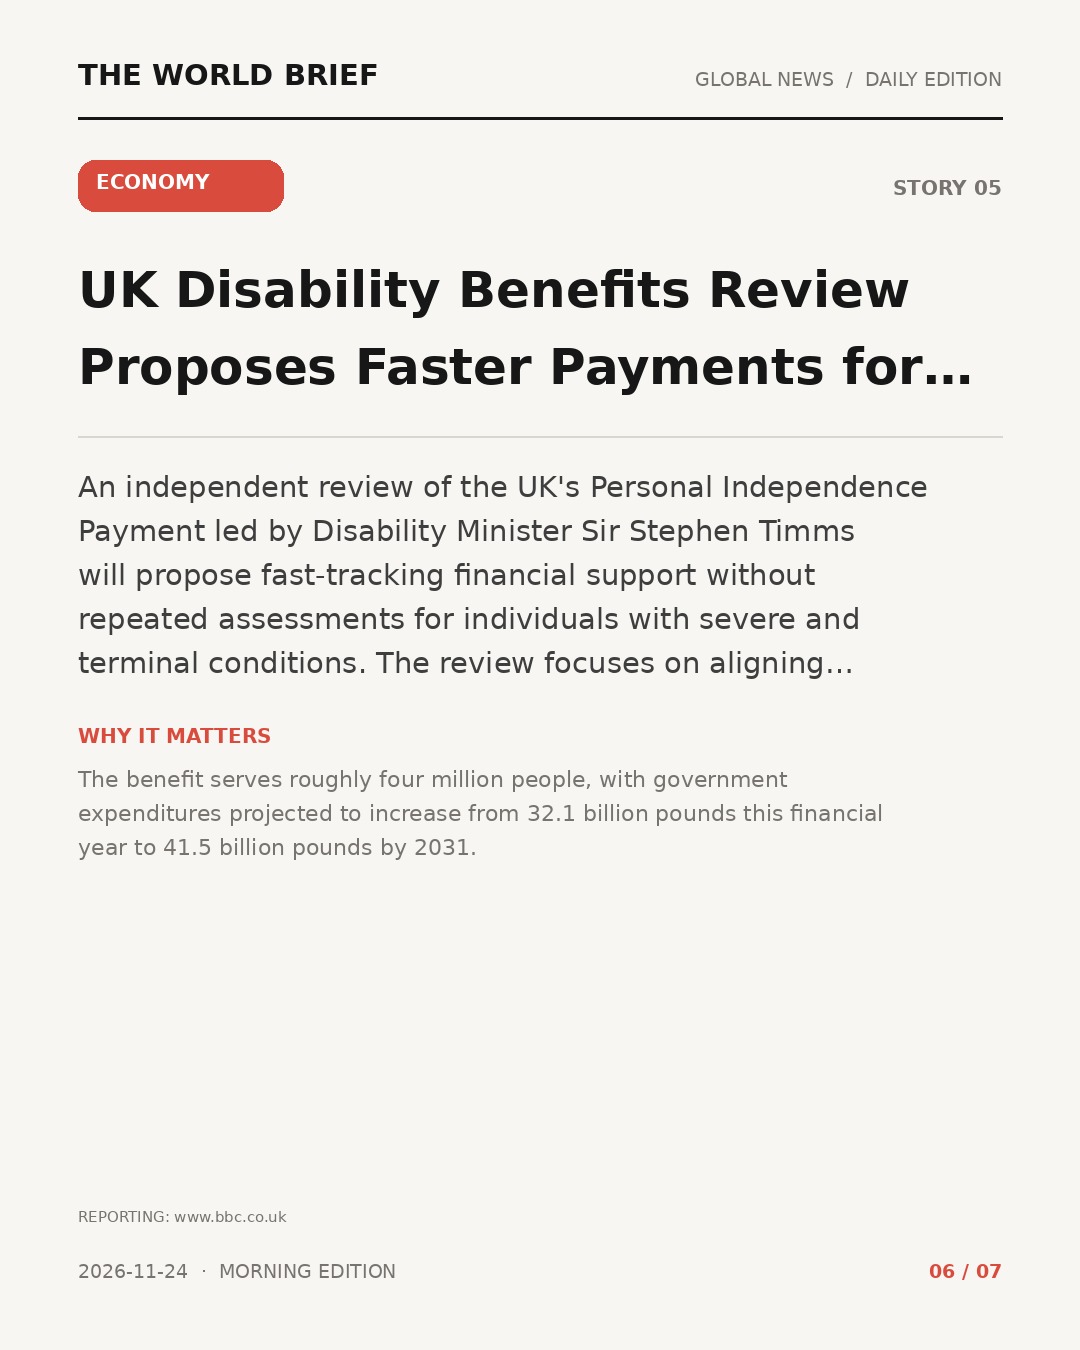 THE WORLD BRIEF
GLOBAL NEWS / DAILY EDITION
ECONOMY
STORY 05
UK Disability Benefits Review
Proposes Faster Payments for...
An independent review of the UK's Personal Independence
Payment led by Disability Minister Sir Stephen Timms
will propose fast-tracking financial support without
repeated assessments for individuals with severe and
terminal conditions. The review focuses on aligning...
WHY IT MATTERS
The benefit serves roughly four million people, with government
expenditures projected to increase from 32.1 billion pounds this financial
year to 41.5 billion pounds by 2031.
REPORTING: www.bbc.co.uk
2026-11-24 · MORNING EDITION
06 / 07